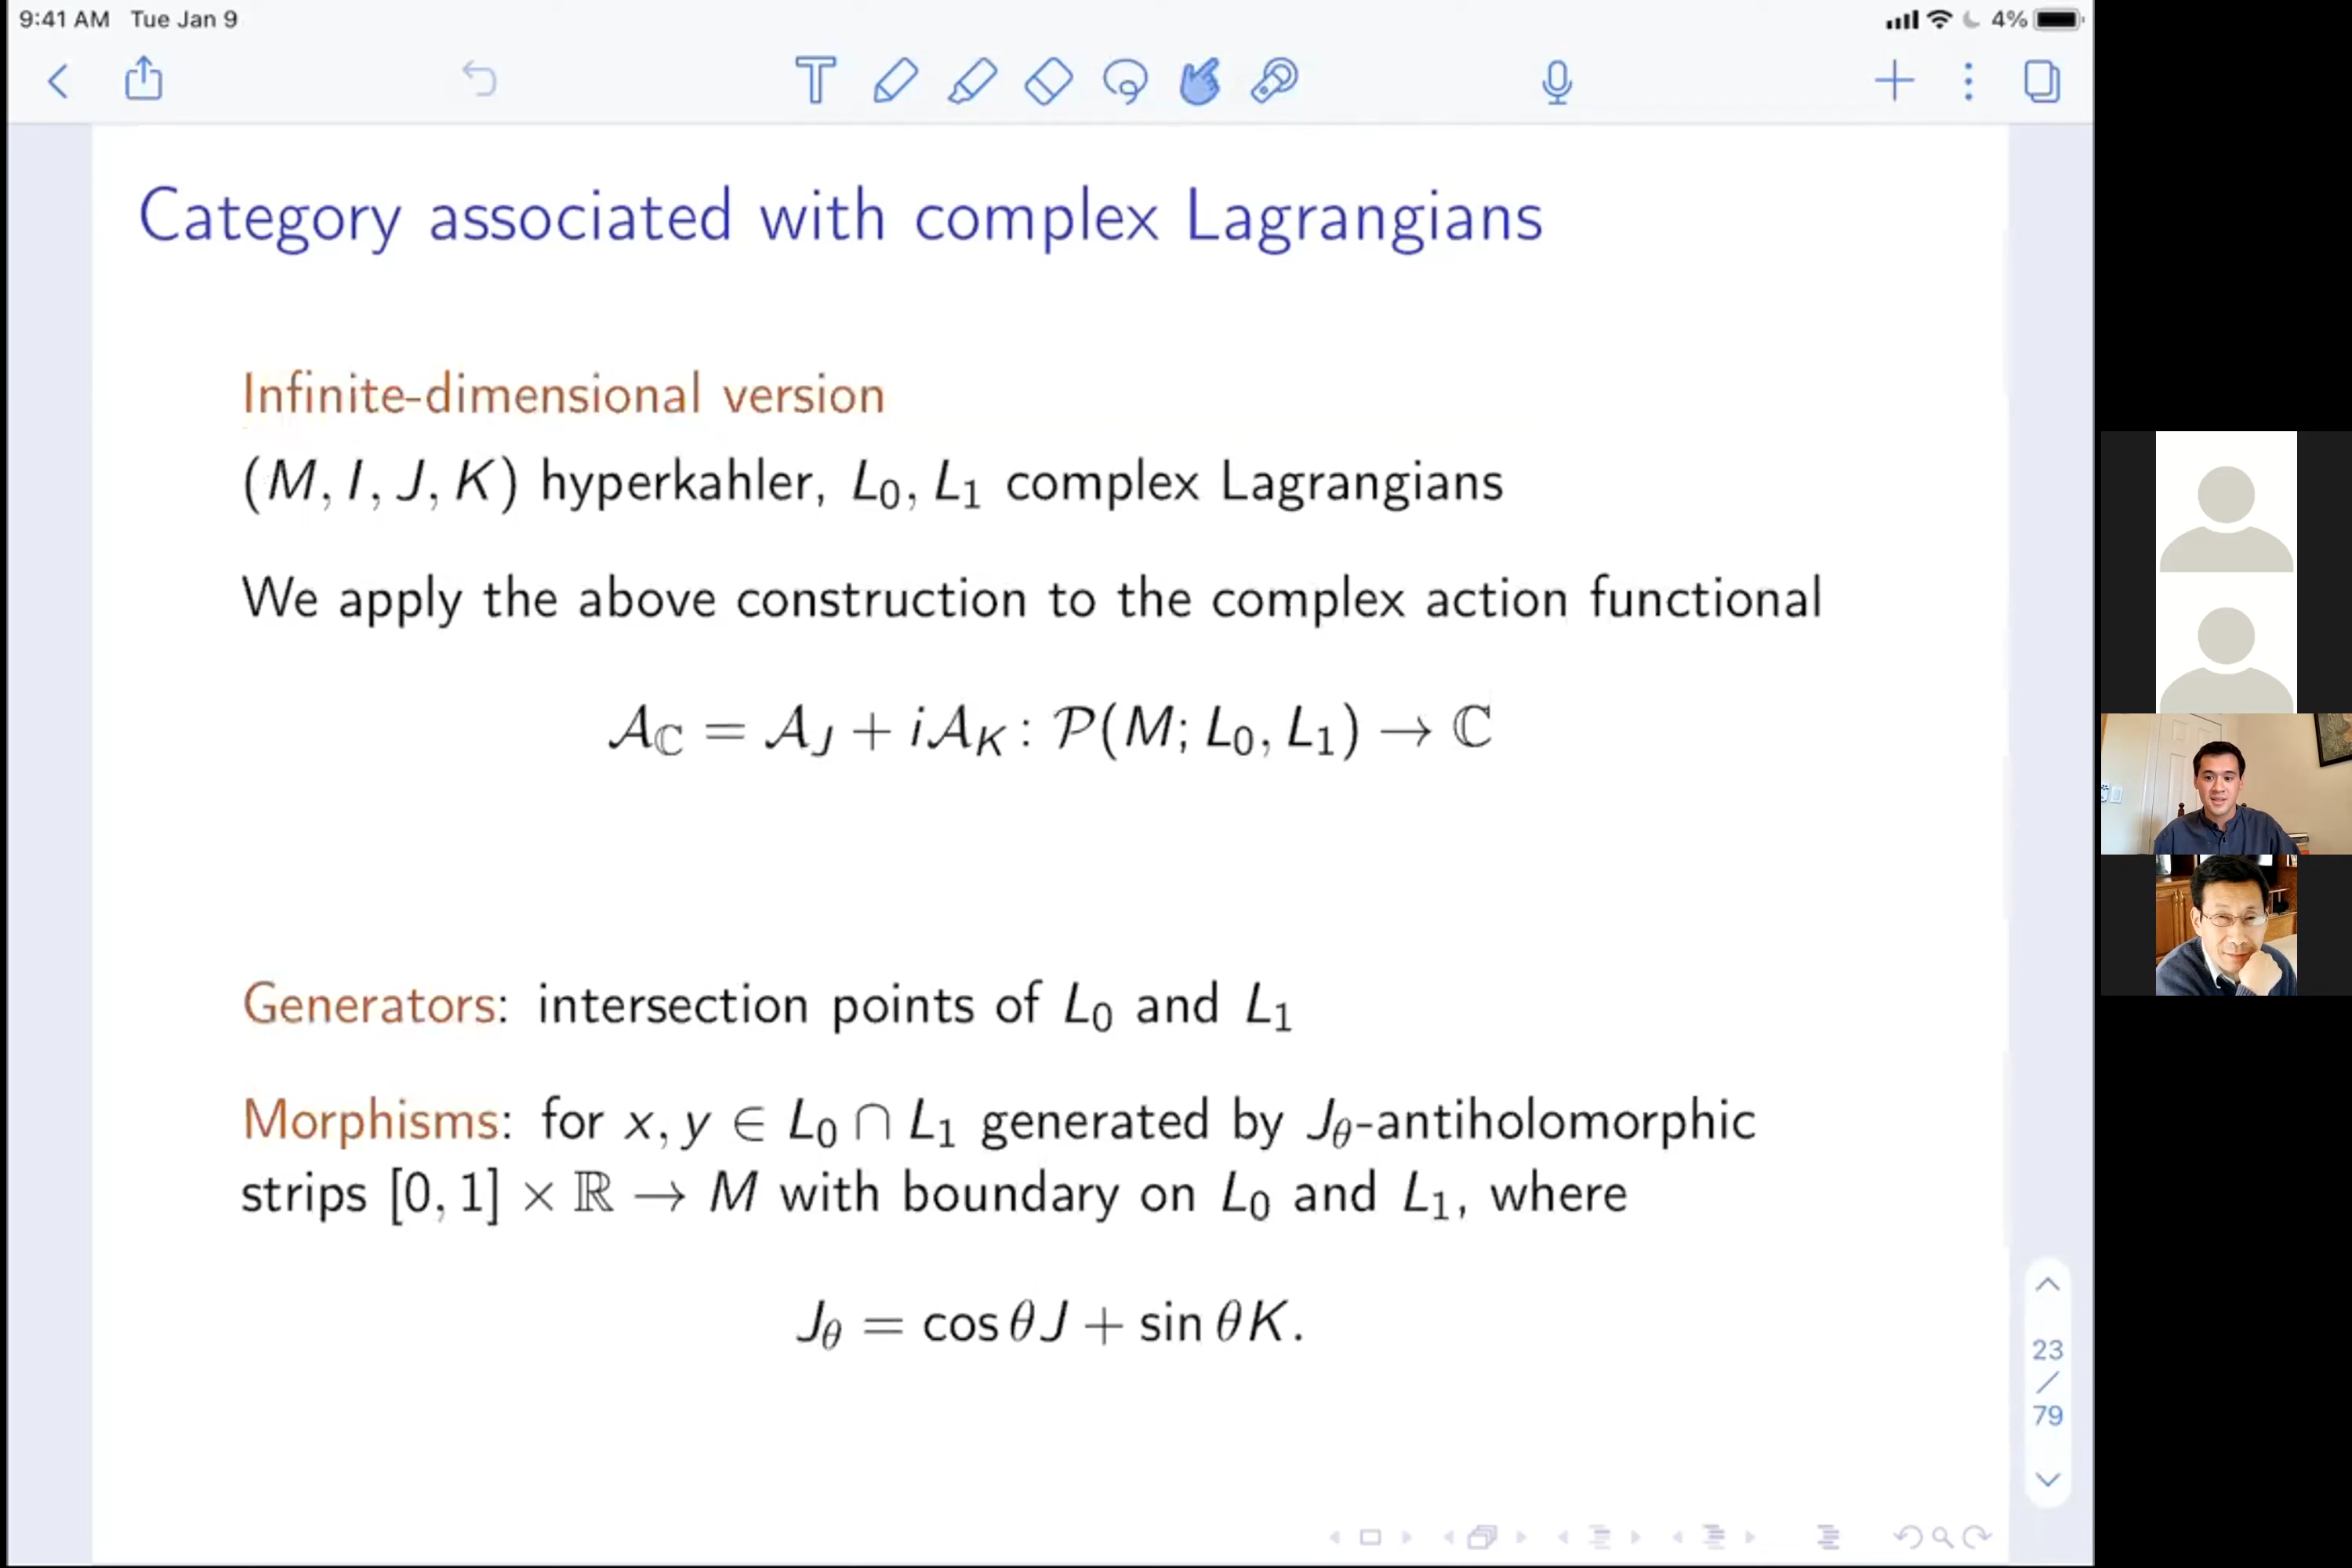 9:41 AM Tue Jan 9
4%
Category associated with complex Lagrangians
Infinite-dimensional version
(M, I, J, K) hyperkahler, L₀, L₁ complex Lagrangians
We apply the above construction to the complex action functional
𝒜_ℂ = 𝒜_J + i𝒜_K : 𝒫(M; L₀, L₁) → ℂ
Generators: intersection points of L₀ and L₁
Morphisms: for x, y ∈ L₀ ∩ L₁ generated by J_θ-antiholomorphic
strips [0, 1] × ℝ → M with boundary on L₀ and L₁, where
J_θ = cos θJ + sin θK.
23
/
79